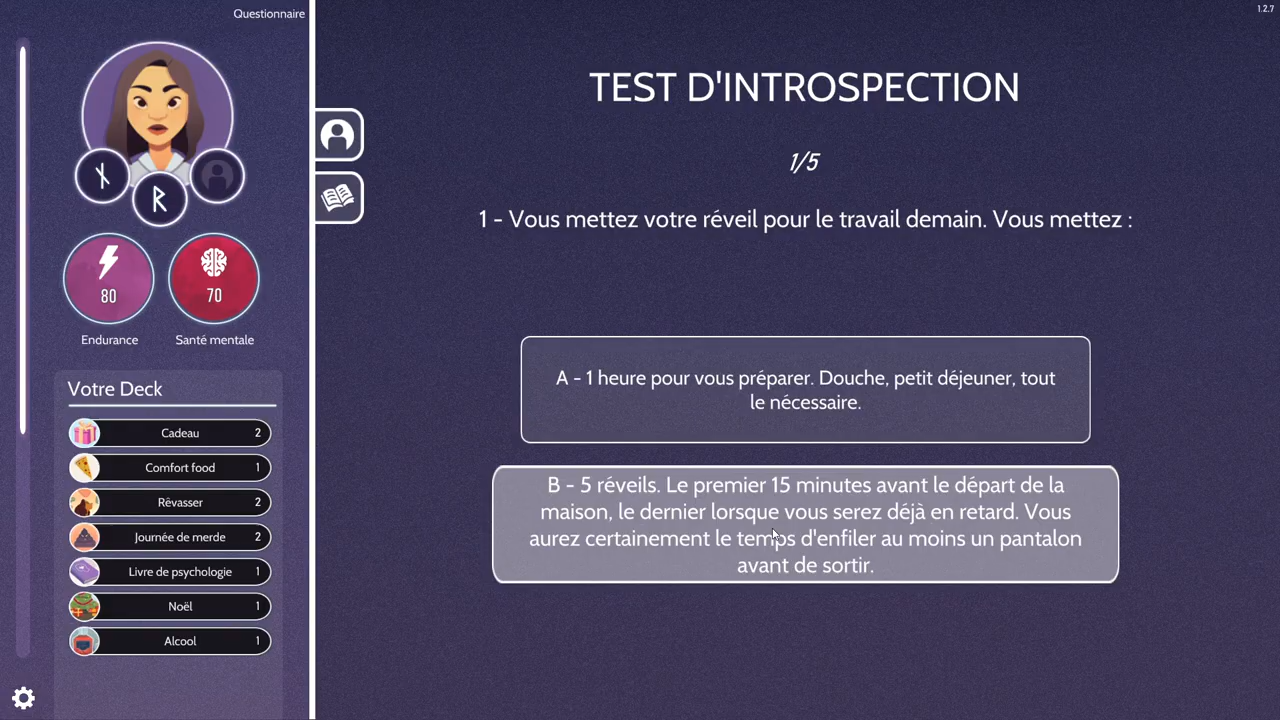 Questionnaire
1.2.7
TEST D'INTROSPECTION
1/5
1 - Vous mettez votre réveil pour le travail demain. Vous mettez :
A - 1 heure pour vous préparer. Douche, petit déjeuner, tout
le nécessaire.
B - 5 réveils. Le premier 15 minutes avant le départ de la
maison, le dernier lorsque vous serez déjà en retard. Vous
aurez certainement le temps d'enfiler au moins un pantalon
avant de sortir.
ᚾ
ᚱ
80
70
Endurance
Santé mentale
Votre Deck
Cadeau 2
Comfort food 1
Rêvasser 2
Journée de merde 2
Livre de psychologie 1
Noël 1
Alcool 1